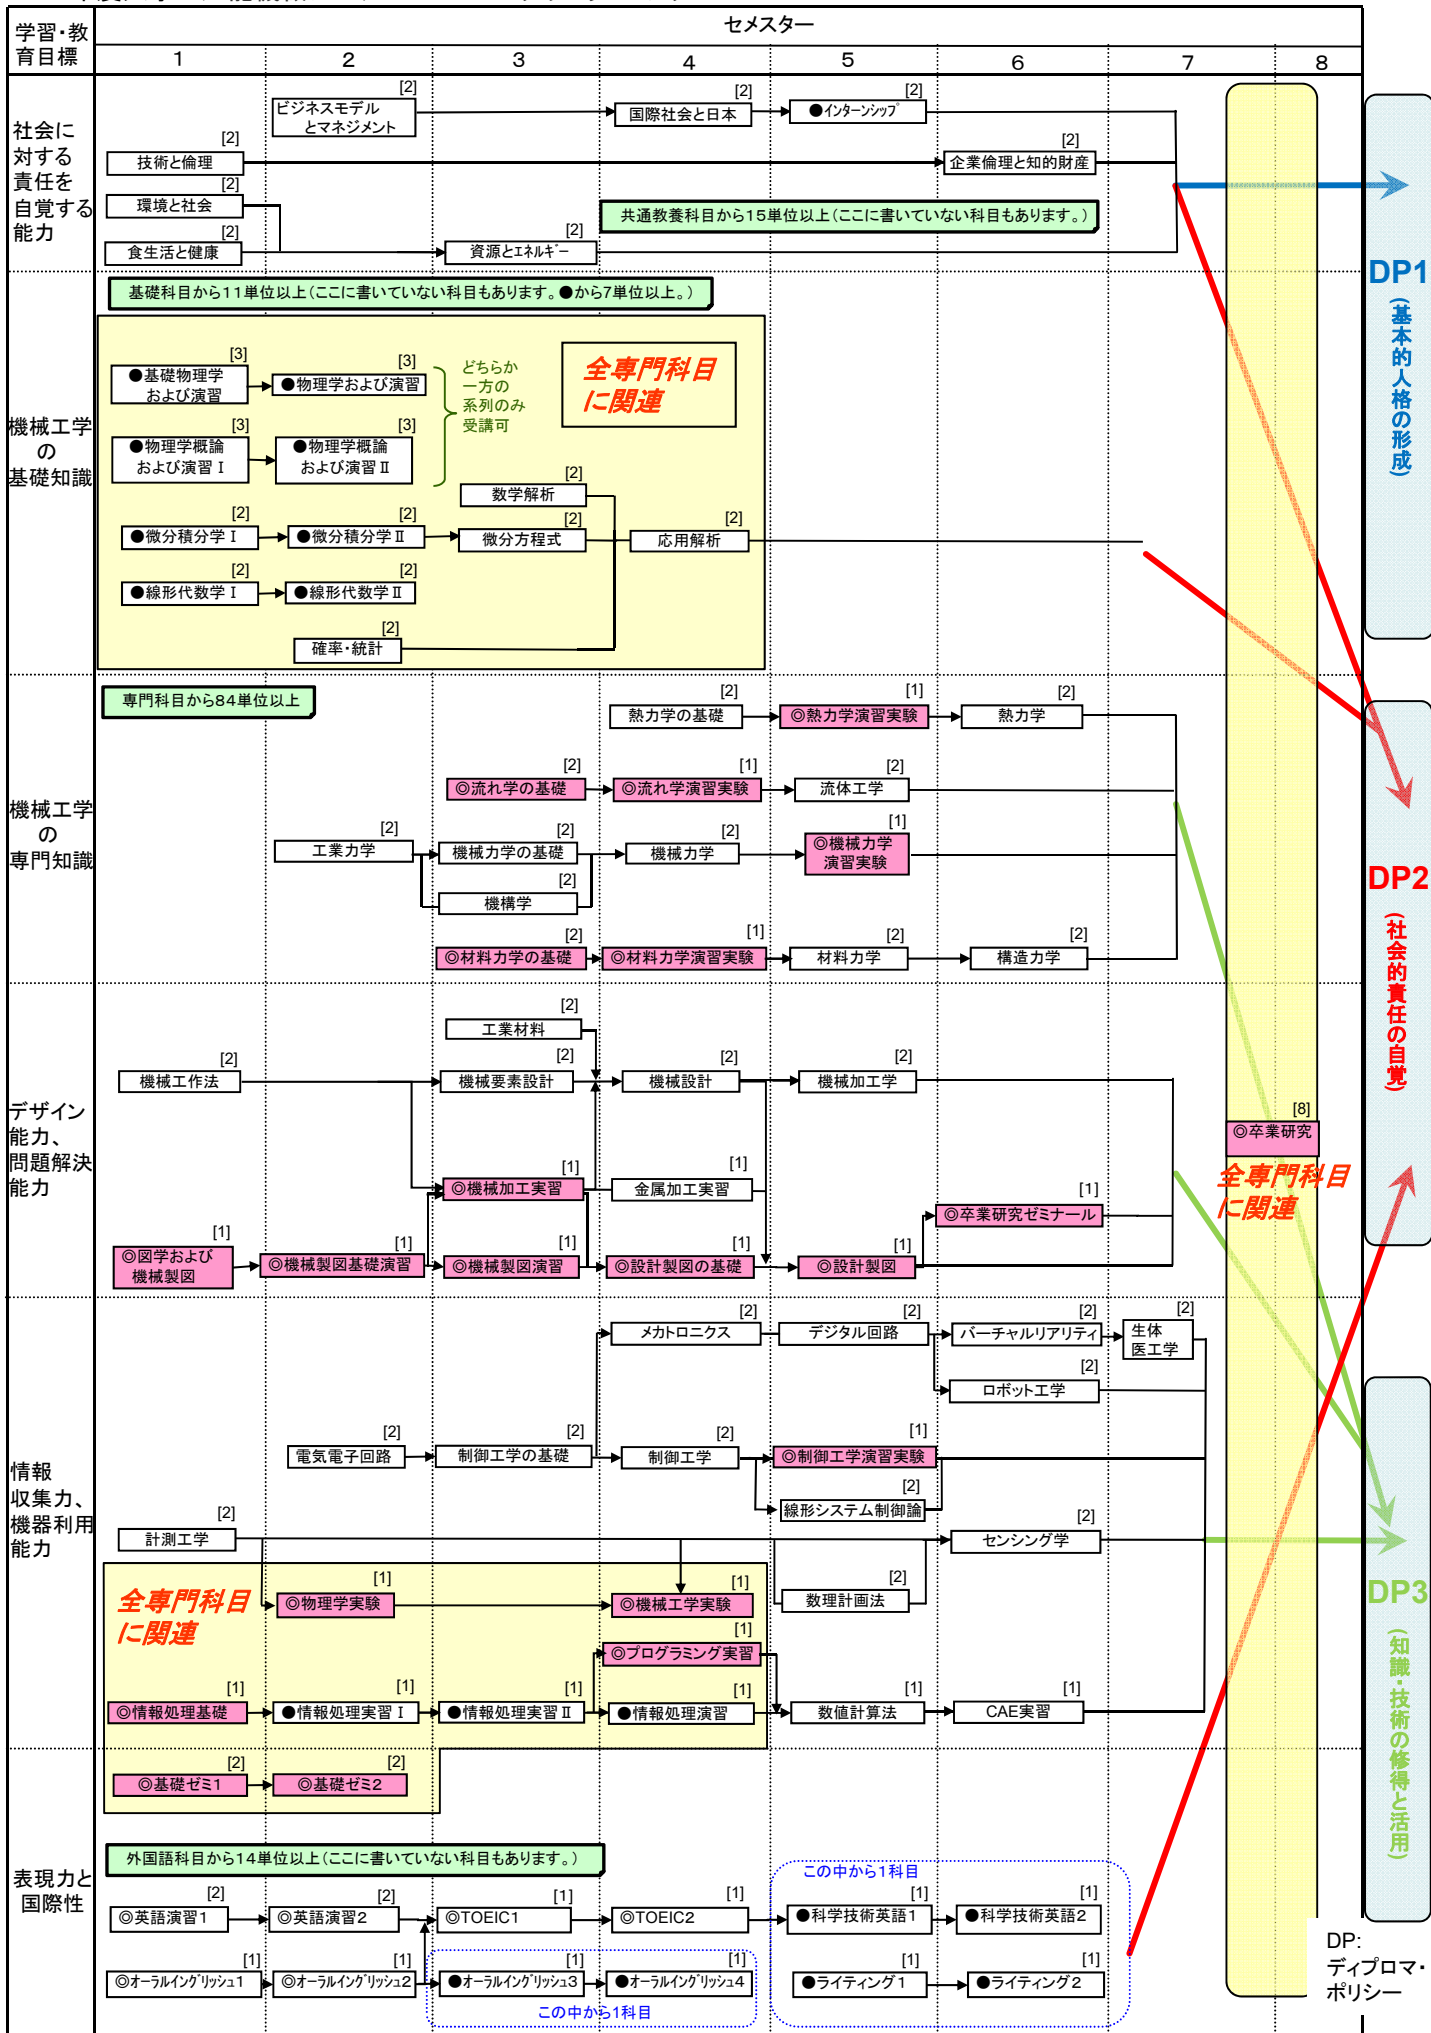 学習・教
育目標
セメスター
1 2 3 4 5 6 7 8
社会に
対する
責任を
自覚する
能力
[2]
ビジネスモデル
とマネジメント
[2]
国際社会と日本
[2]
●インターンシップ
[2]
技術と倫理
[2]
企業倫理と知的財産
[2]
環境と社会
共通教養科目から15単位以上(ここに書いていない科目もあります。)
[2]
食生活と健康
[2]
資源とエネルギー
機械工学
の
基礎知識
基礎科目から11単位以上(ここに書いていない科目もあります。●から7単位以上。)
[3]
●基礎物理学
および演習
[3]
●物理学および演習
どちらか
一方の
系列のみ
受講可
全専門科目
に関連
[3]
●物理学概論
および演習Ⅰ
[3]
●物理学概論
および演習Ⅱ
[2]
数学解析
[2]
●微分積分学Ⅰ
[2]
●微分積分学Ⅱ
[2]
微分方程式
[2]
応用解析
[2]
●線形代数学Ⅰ
[2]
●線形代数学Ⅱ
[2]
確率・統計
機械工学
の
専門知識
専門科目から84単位以上
[2]
熱力学の基礎
[1]
◎熱力学演習実験
[2]
熱力学
[2]
◎流れ学の基礎
[1]
◎流れ学演習実験
[2]
流体工学
[2]
工業力学
[2]
機械力学の基礎
[2]
機械力学
[1]
◎機械力学
演習実験
[2]
機構学
[2]
◎材料力学の基礎
[1]
◎材料力学演習実験
[2]
材料力学
[2]
構造力学
デザイン
能力、
問題解決
能力
[2]
工業材料
[2]
機械工作法
[2]
機械要素設計
[2]
機械設計
[2]
機械加工学
[8]
◎卒業研究
全専門科目
に関連
[1]
◎機械加工実習
[1]
金属加工実習
[1]
◎卒業研究ゼミナール
[1]
◎図学および
機械製図
[1]
◎機械製図基礎演習
[1]
◎機械製図演習
[1]
◎設計製図の基礎
[1]
◎設計製図
情報
収集力、
機器利用
能力
[2]
メカトロニクス
[2]
デジタル回路
[2]
バーチャルリアリティ
[2]
生体
医工学
[2]
ロボット工学
[2]
電気電子回路
[2]
制御工学の基礎
[2]
制御工学
[1]
◎制御工学演習実験
[2]
線形システム制御論
[2]
計測工学
[2]
センシング学
全専門科目
に関連
[1]
◎物理学実験
[1]
◎機械工学実験
[2]
数理計画法
[1]
◎プログラミング実習
[1]
◎情報処理基礎
[1]
●情報処理実習Ⅰ
[1]
●情報処理実習Ⅱ
[1]
●情報処理演習
[1]
数値計算法
[1]
CAE実習
表現力と
国際性
[2]
◎基礎ゼミ1
[2]
◎基礎ゼミ2
外国語科目から14単位以上(ここに書いていない科目もあります。)
この中から1科目
[2]
◎英語演習1
[2]
◎英語演習2
[1]
◎TOEIC1
[1]
◎TOEIC2
[1]
●科学技術英語1
[1]
●科学技術英語2
[1]
◎オーラルイングリッシュ1
[1]
◎オーラルイングリッシュ2
[1]
●オーラルイングリッシュ3
[1]
●オーラルイングリッシュ4
[1]
●ライティング1
[1]
●ライティング2
この中から1科目
DP1
(基本的人格の形成)
DP2
(社会的責任の自覚)
DP3
(知識・技術の修得と活用)
DP:
ディプロマ・
ポリシー